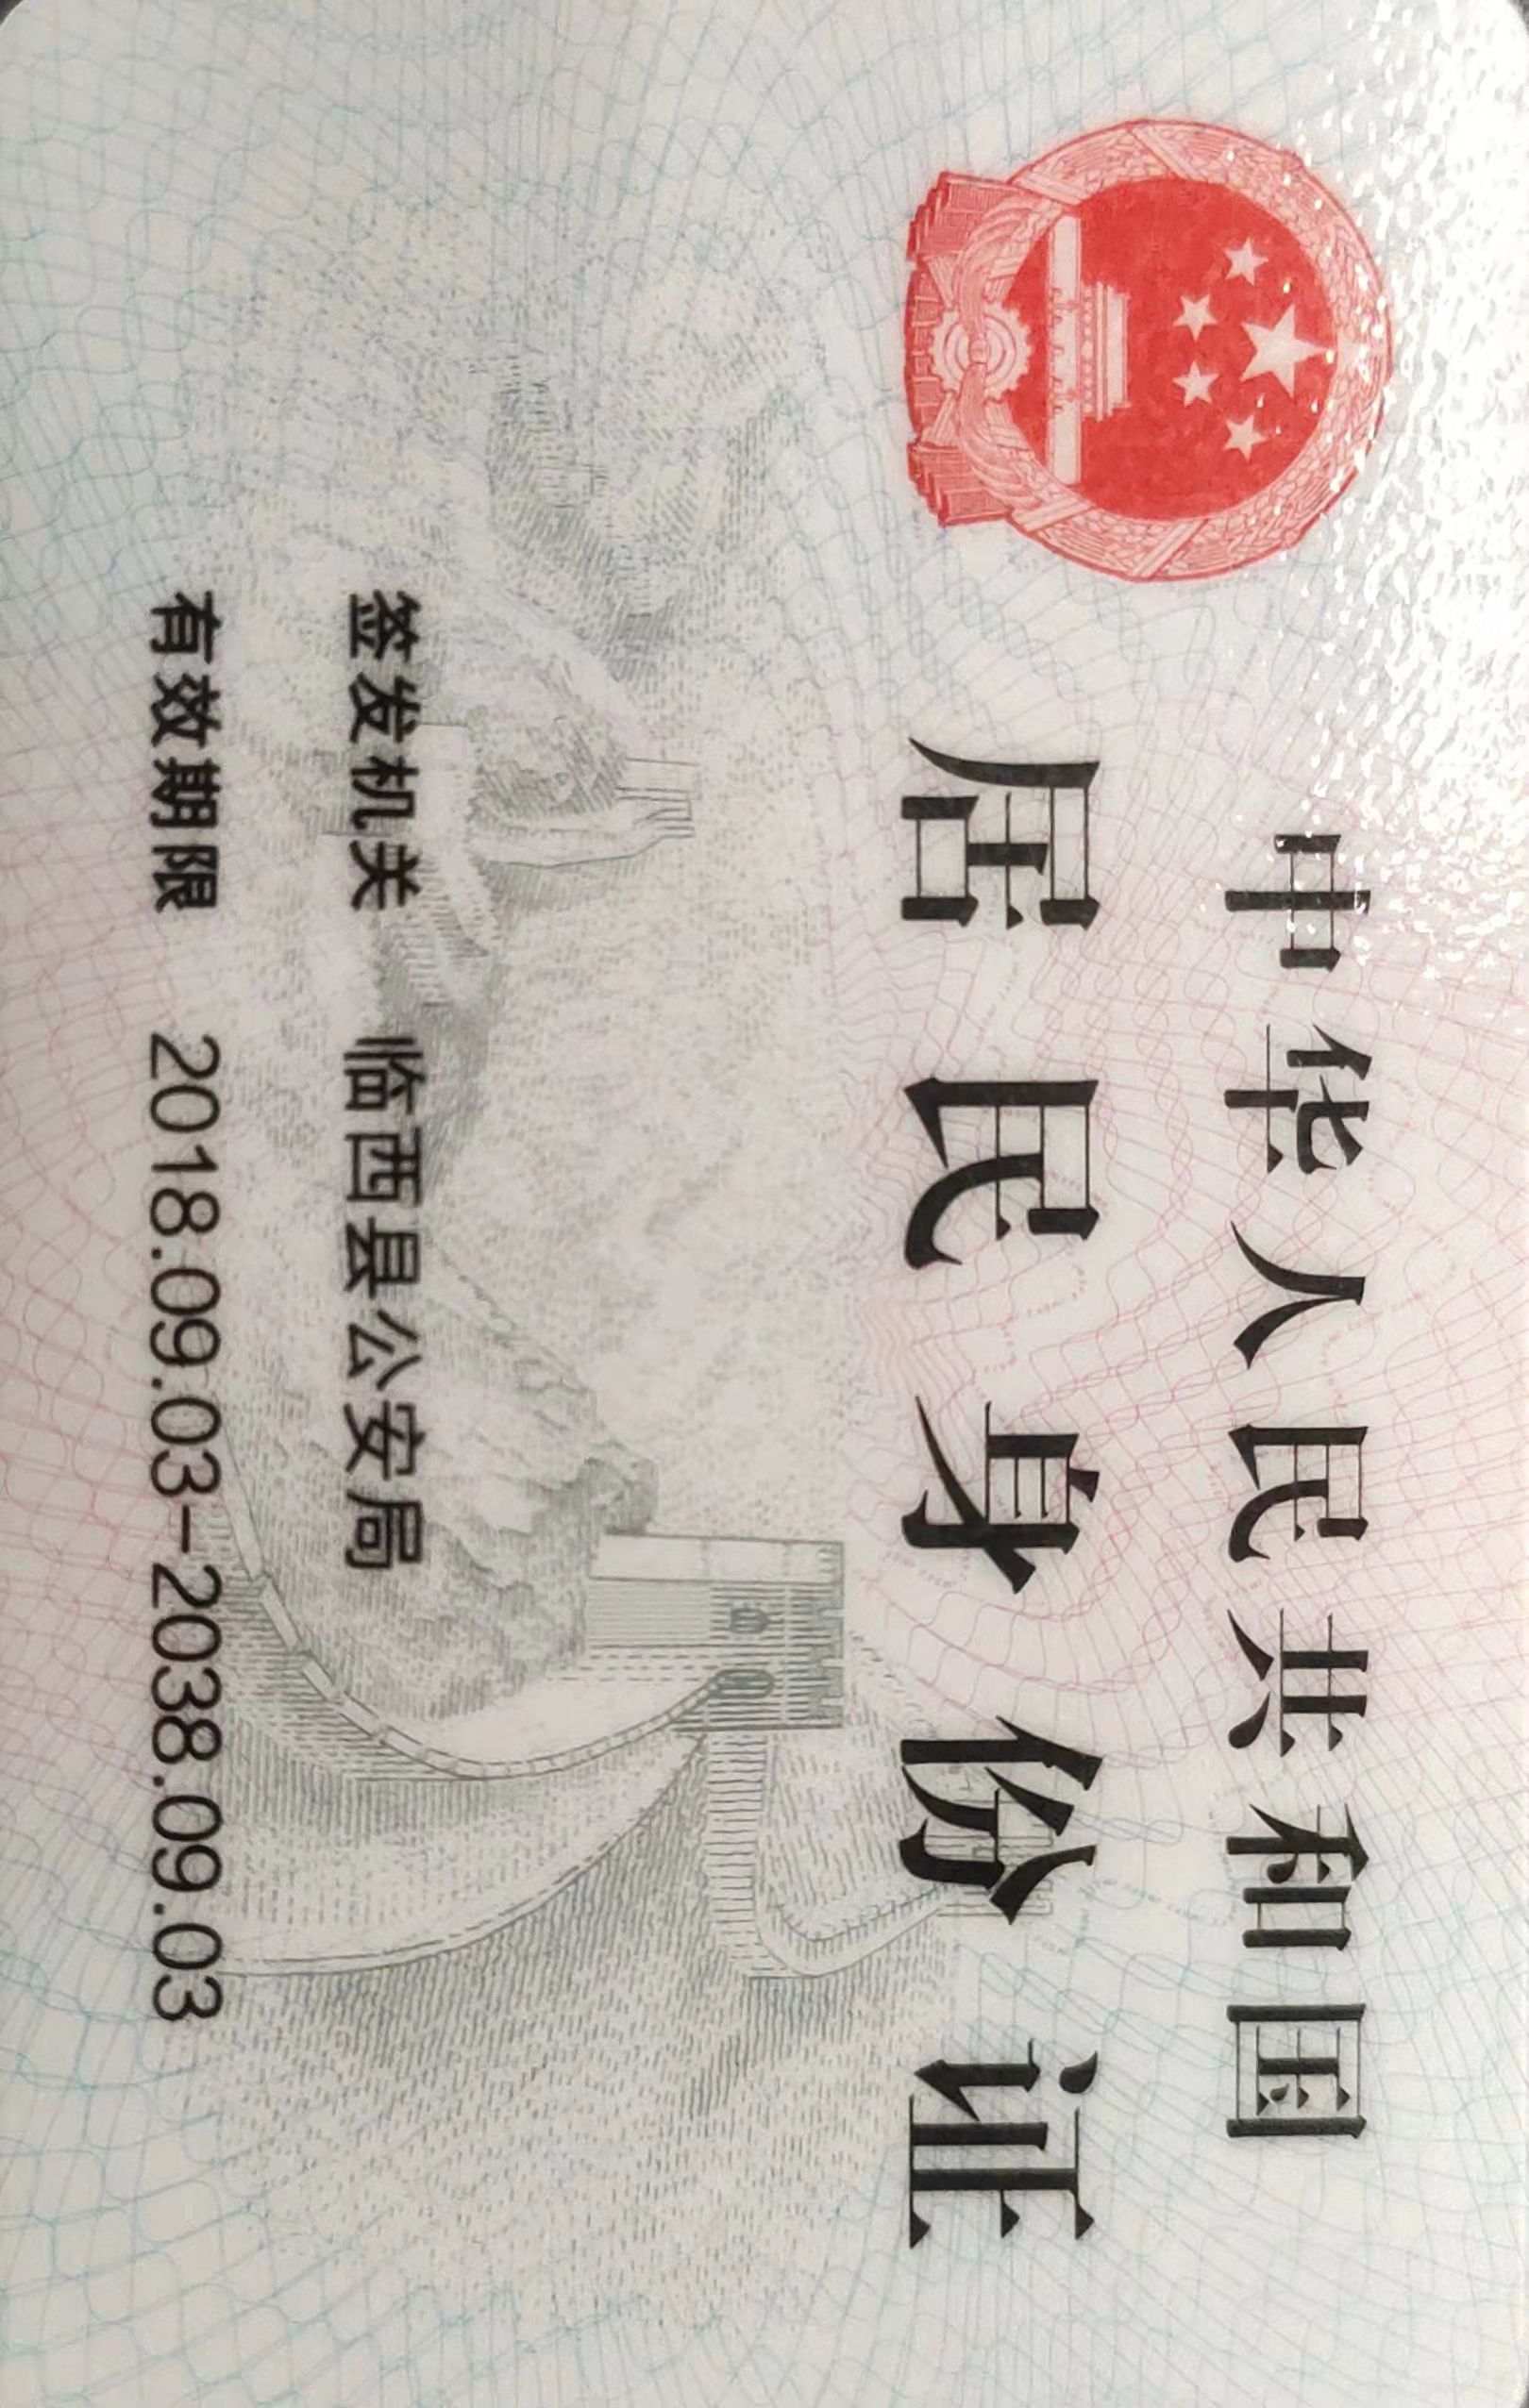 中华人民共和国
居民身份证
签发机关 临西县公安局
有效期限 2018.09.03-2038.09.03